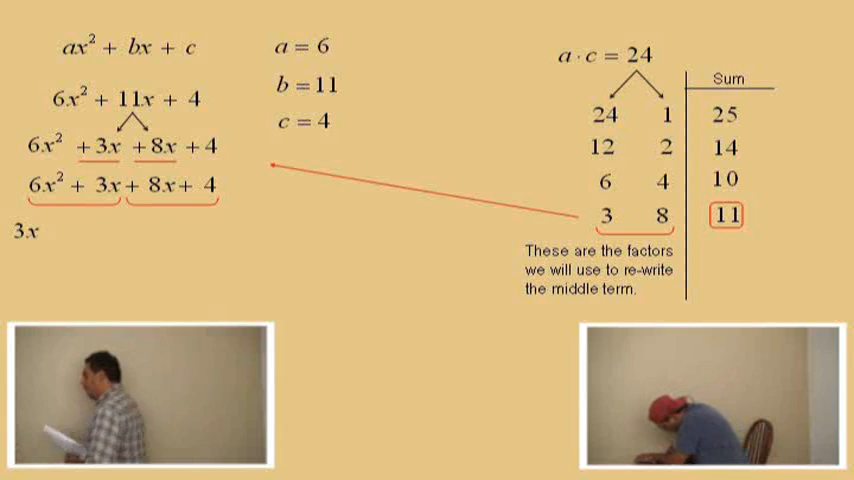 ax² + bx + c
6x² + 11x + 4
6x² +3x +8x +4
6x² + 3x + 8x + 4
3x
a = 6
b = 11
c = 4
a · c = 24
Sum
24 1 25
12 2 14
6 4 10
3 8 11
These are the factors
we will use to re-write
the middle term.